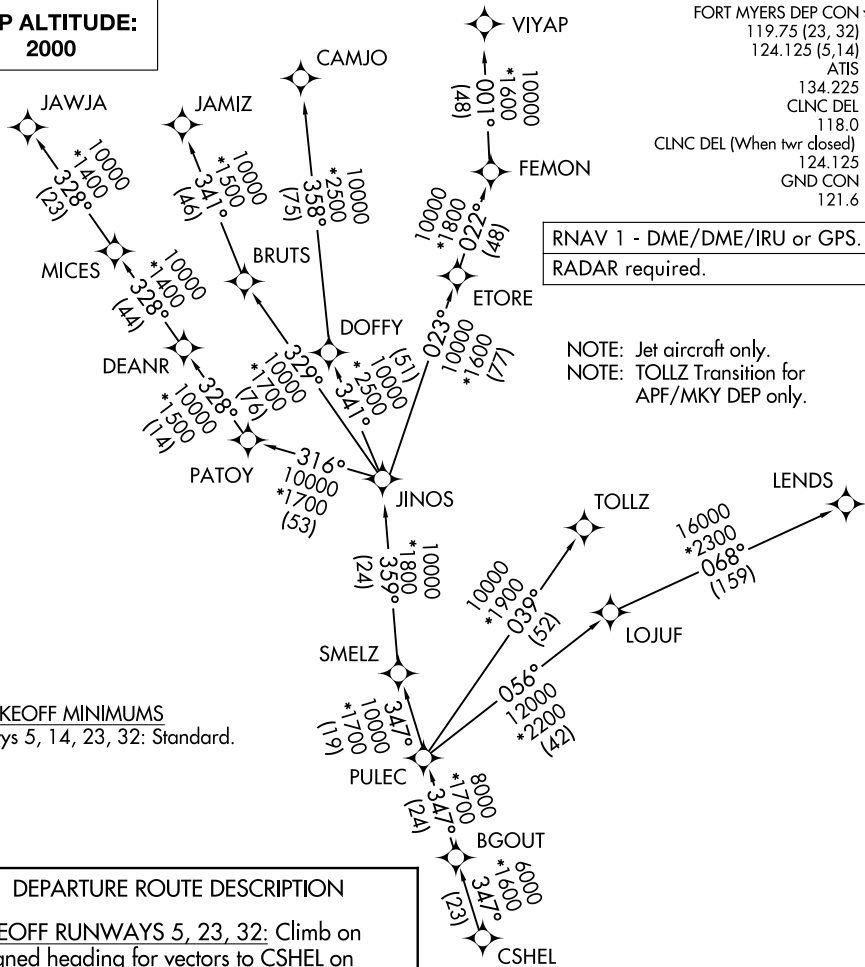 P ALTITUDE:
2000
FORT MYERS DEP CON
119.75 (23, 32)
124.125 (5,14)
ATIS
134.225
CLNC DEL
118.0
CLNC DEL (When twr closed)
124.125
GND CON
121.6
RNAV 1 - DME/DME/IRU or GPS.
RADAR required.
NOTE: Jet aircraft only.
NOTE: TOLLZ Transition for
APF/MKY DEP only.
VIYAP
10000
*1600
001°
(48)
CAMJO
10000
*2500
358°
(75)
JAWJA
10000
*1400
328°
(23)
JAMIZ
10000
*1500
341°
(46)
FEMON
10000
*1800
022°
(48)
MICES
10000
*1400
328°
(44)
BRUTS
ETORE
DOFFY
DEANR
10000
*1500
328°
(14)
329°
10000
*1700
(76)
(51)
10000
*2500
341°
023°
10000
*1600
(77)
PATOY
316°
10000
*1700
(53)
JINOS
10000
*1800
359°
(24)
TOLLZ
10000
*1900
039°
(52)
LENDS
16000
*2300
068°
(159)
LOJUF
056°
12000
*2200
(42)
SMELZ
347°
10000
*1700
(19)
PULEC
8000
*1700
347°
(24)
BGOUT
6000
*1600
347°
(23)
CSHEL
KEOFF MINIMUMS
ys 5, 14, 23, 32: Standard.
DEPARTURE ROUTE DESCRIPTION
EOFF RUNWAYS 5, 23, 32: Climb on
gned heading for vectors to CSHEL on